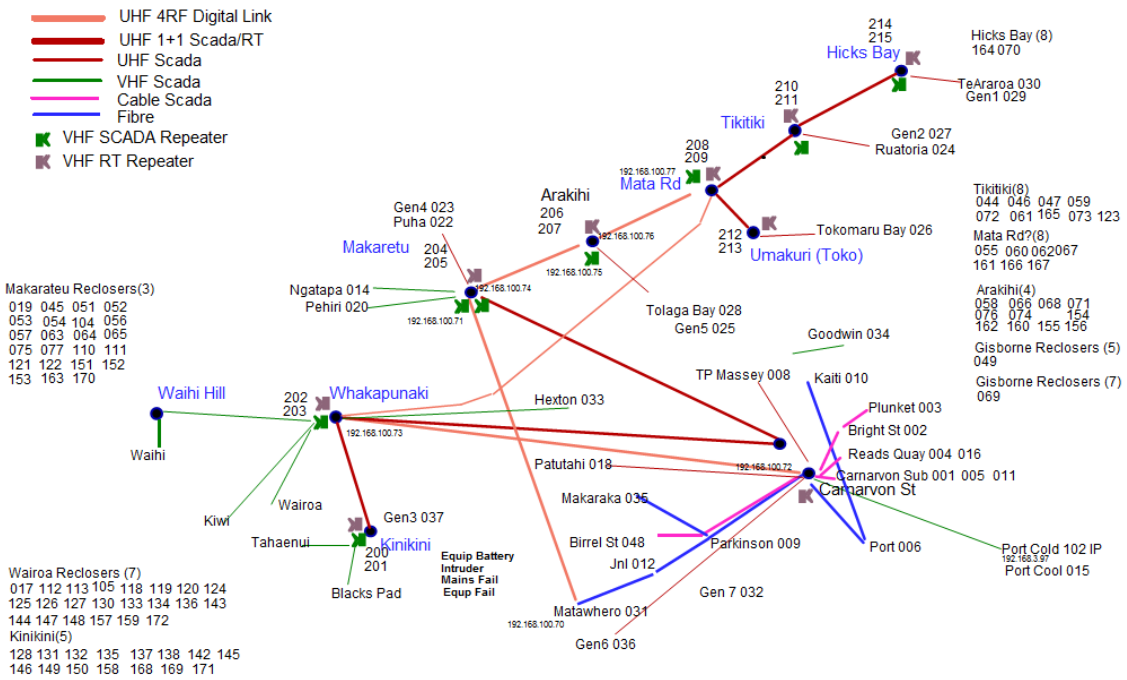 UHF 4RF Digital Link
UHF 1+1 Scada/RT
UHF Scada
VHF Scada
Cable Scada
Fibre
VHF SCADA Repeater
VHF RT Repeater
214
215
Hicks Bay
Hicks Bay (8)
164 070
TeAraroa 030
Gen1 029
210
211
Tikitiki
Gen2 027
Ruatoria 024
208
209
192.168.100.77
Mata Rd
Tikitiki(8)
044 046 047 059
072 061 165 073 123
Mata Rd?(8)
055 060 062 067
161 166 167
Arakihi(4)
058 066 068 071
076 074 154
162 160 155 156
Gisborne Reclosers (5)
049
Gisborne Reclosers (7)
069
Arakihi
206
207
192.168.100.76
192.168.100.75
212
213
Umakuri (Toko)
Tokomaru Bay 026
Gen4 023
Puha 022
Makaretu
204
205
192.168.100.74
Ngatapa 014
Pehiri 020
192.168.100.71
Tolaga Bay 028
Gen5 025
Makarateu Reclosers(3)
019 045 051 052
053 054 104 056
057 063 064 065
075 077 110 111
121 122 151 152
153 163 170
Goodwin 034
TP Massey 008
Kaiti 010
Plunket 003
Bright St 002
Reads Quay 004 016
Carnarvon Sub 001 005 011
Carnarvon St
192.168.100.72
Waihi Hill
Waihi
202
203
Whakapunaki
192.168.100.73
Hexton 033
Patutahi 018
Makaraka 035
Birrel St 048
Parkinson 009
Port 006
Port Cold 102 IP
192.168.3.97
Port Cool 015
Kiwi
Wairoa
Gen3 037
Kinikini
Tahaenui
200
201
Blacks Pad
Equip Battery
Intruder
Mains Fail
Equp Fail
Jnl 012
Gen 7 032
Matawhero 031
192.168.100.70
Gen6 036
Wairoa Reclosers (7)
017 112 113 105 118 119 120 124
125 126 127 130 133 134 136 143
144 147 148 157 159 172
Kinikini(5)
128 131 132 135 137 138 142 145
146 149 150 158 168 169 171